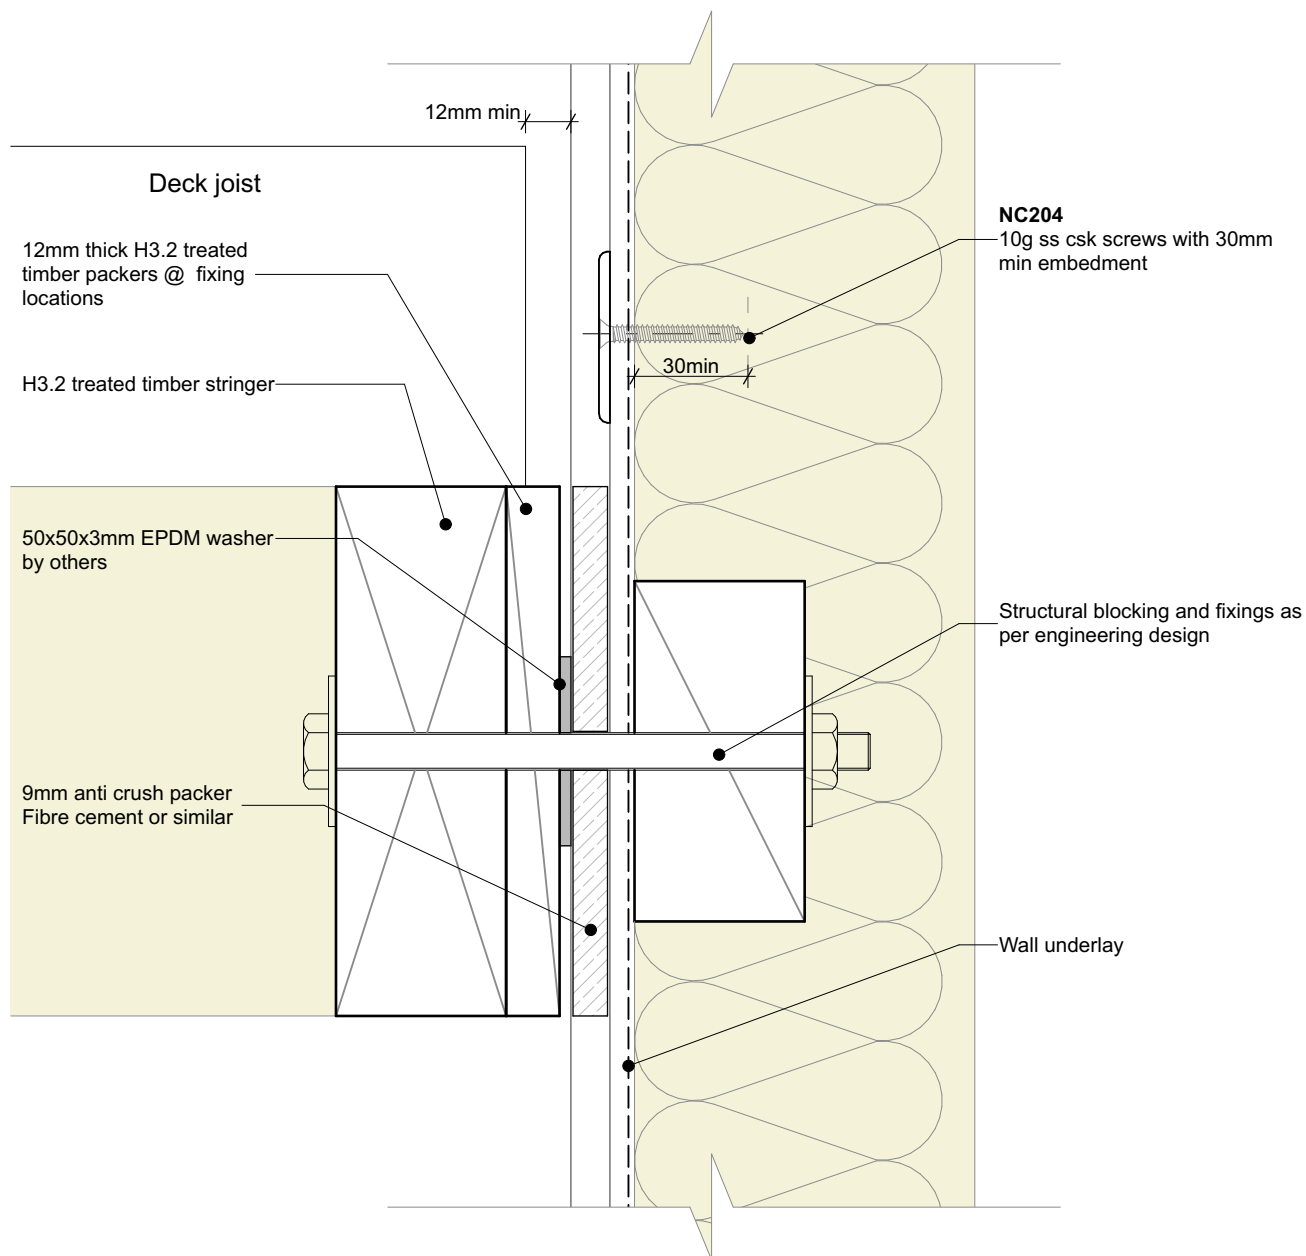 12mm min
Deck joist
12mm thick H3.2 treated
timber packers @ fixing
locations
H3.2 treated timber stringer
50x50x3mm EPDM washer
by others
9mm anti crush packer
Fibre cement or similar
NC204
10g ss csk screws with 30mm
min embedment
30min
Structural blocking and fixings as
per engineering design
Wall underlay